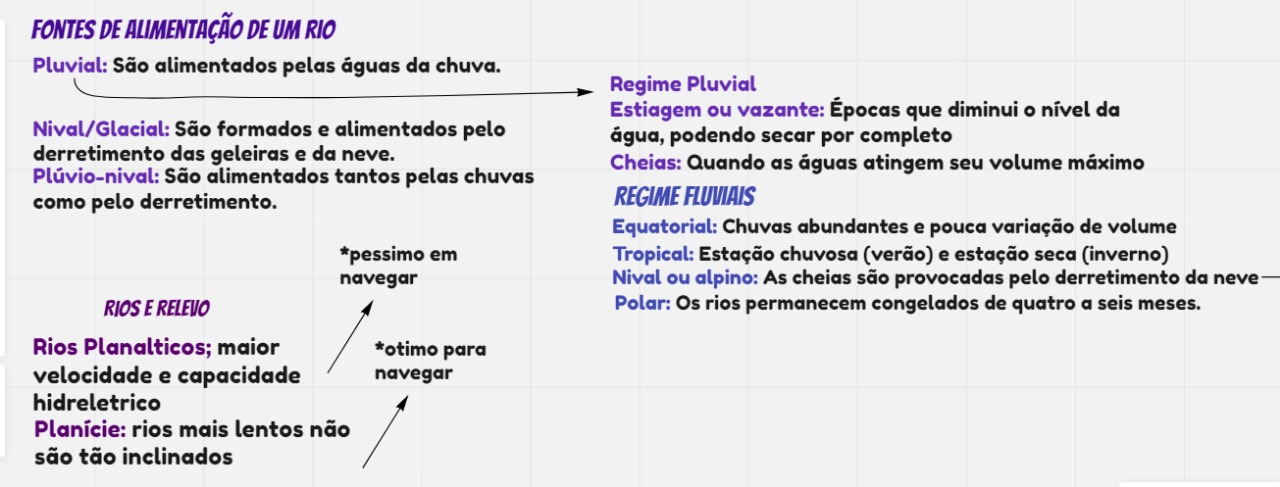 FONTES DE ALIMENTAÇÃO DE UM RIO
Pluvial: São alimentados pelas águas da chuva.
Nival/Glacial: São formados e alimentados pelo
derretimento das geleiras e da neve.
Plúvio-nival: São alimentados tantos pelas chuvas
como pelo derretimento.
Regime Pluvial
Estiagem ou vazante: Épocas que diminui o nível da
água, podendo secar por completo
Cheias: Quando as águas atingem seu volume máximo
REGIME FLUVIAIS
Equatorial: Chuvas abundantes e pouca variação de volume
Tropical: Estação chuvosa (verão) e estação seca (inverno)
Nival ou alpino: As cheias são provocadas pelo derretimento da neve
Polar: Os rios permanecem congelados de quatro a seis meses.
*pessimo em
navegar
RIOS E RELEVO
Rios Planalticos; maior
velocidade e capacidade
hidreletrico
*otimo para
navegar
Planície: rios mais lentos não
são tão inclinados